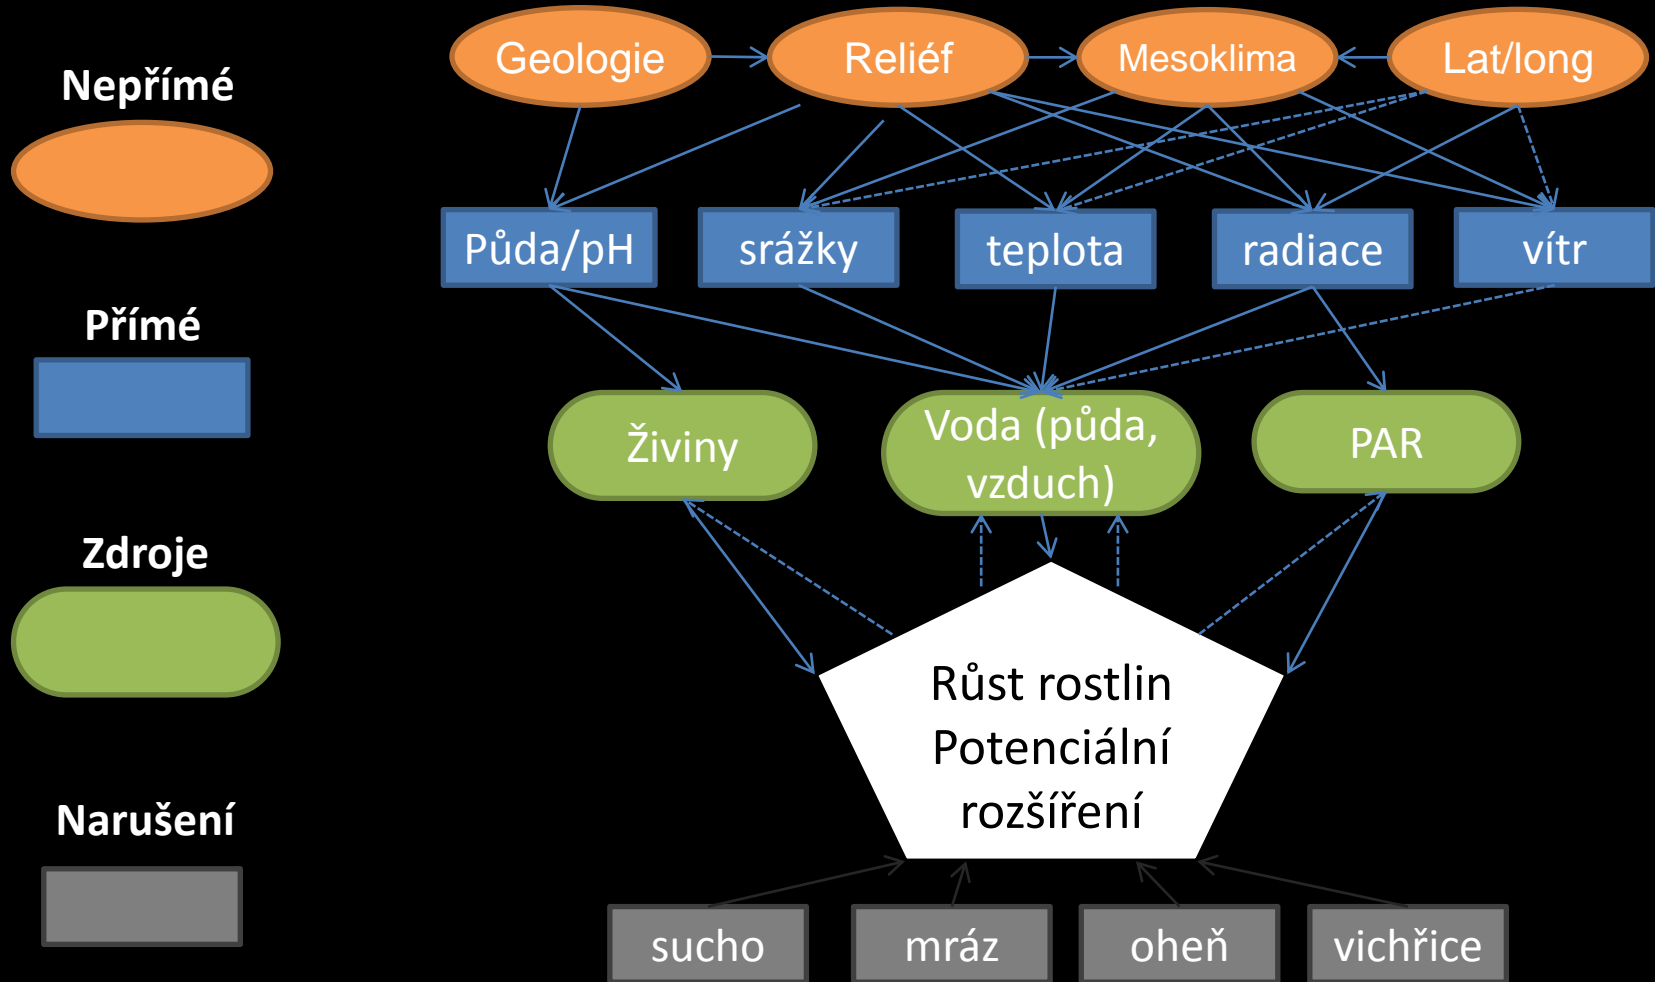 Nepřímé
Geologie
Reliéf
Mesoklima
Lat/long
Přímé
Půda/pH
srážky
teplota
radiace
vítr
Zdroje
Živiny
Voda (půda,
vzduch)
PAR
Růst rostlin
Potenciální
rozšíření
Narušení
sucho
mráz
oheň
vichřice